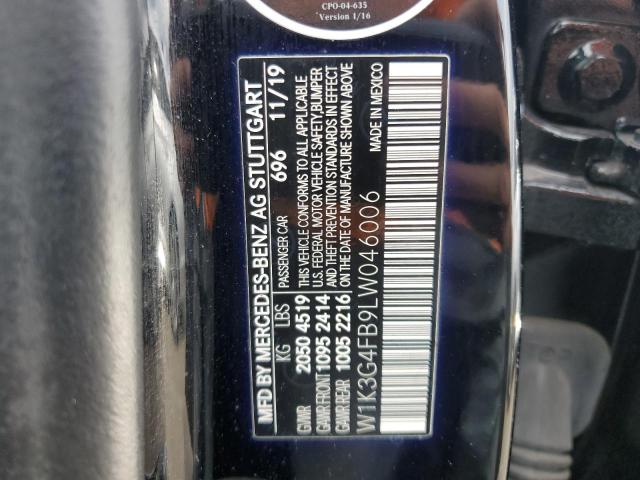 CPO-04-635
Version 1/16
MFD BY MERCEDES-BENZ AG STUTTGART
696 11/19
KG LBS PASSENGER CAR
GVWR 2050 4519 THIS VEHICLE CONFORMS TO ALL APPLICABLE
GAWR FRONT 1095 2414 U.S. FEDERAL MOTOR VEHICLE SAFETY, BUMPER
GAWR REAR 1005 2216 AND THEFT PREVENTION STANDARDS IN EFFECT
ON THE DATE OF MANUFACTURE SHOWN ABOVE
W1K3G4FB9LW046006 MADE IN MEXICO